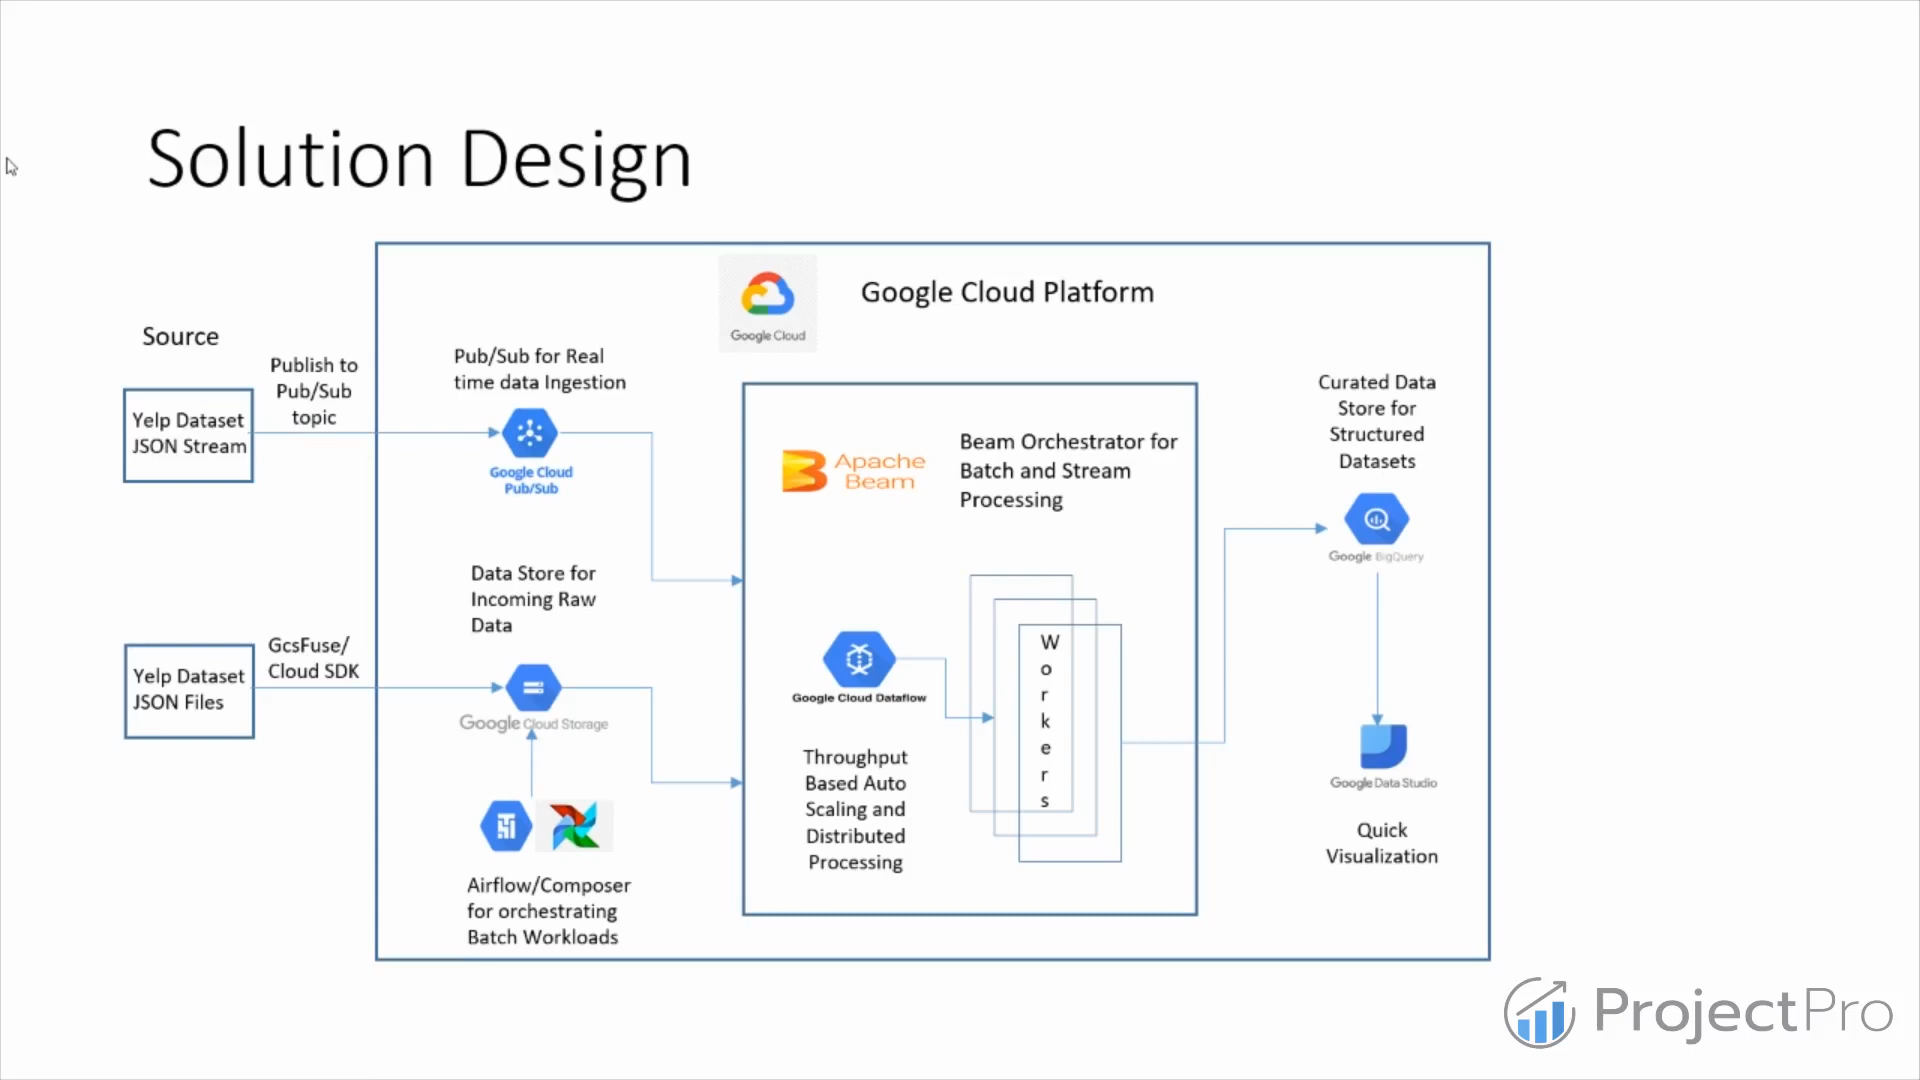 Solution Design
Google Cloud
Google Cloud Platform
Source
Publish to
Pub/Sub
topic
Yelp Dataset
JSON Stream
Pub/Sub for Real
time data Ingestion
Google Cloud
Pub/Sub
Data Store for
Incoming Raw
Data
GcsFuse/
Cloud SDK
Yelp Dataset
JSON Files
Google Cloud Storage
Airflow/Composer
for orchestrating
Batch Workloads
Apache
Beam
Beam Orchestrator for
Batch and Stream
Processing
Google Cloud Dataflow
Throughput
Based Auto
Scaling and
Distributed
Processing
W
o
r
k
e
r
s
Curated Data
Store for
Structured
Datasets
Google BigQuery
Google Data Studio
Quick
Visualization
ProjectPro